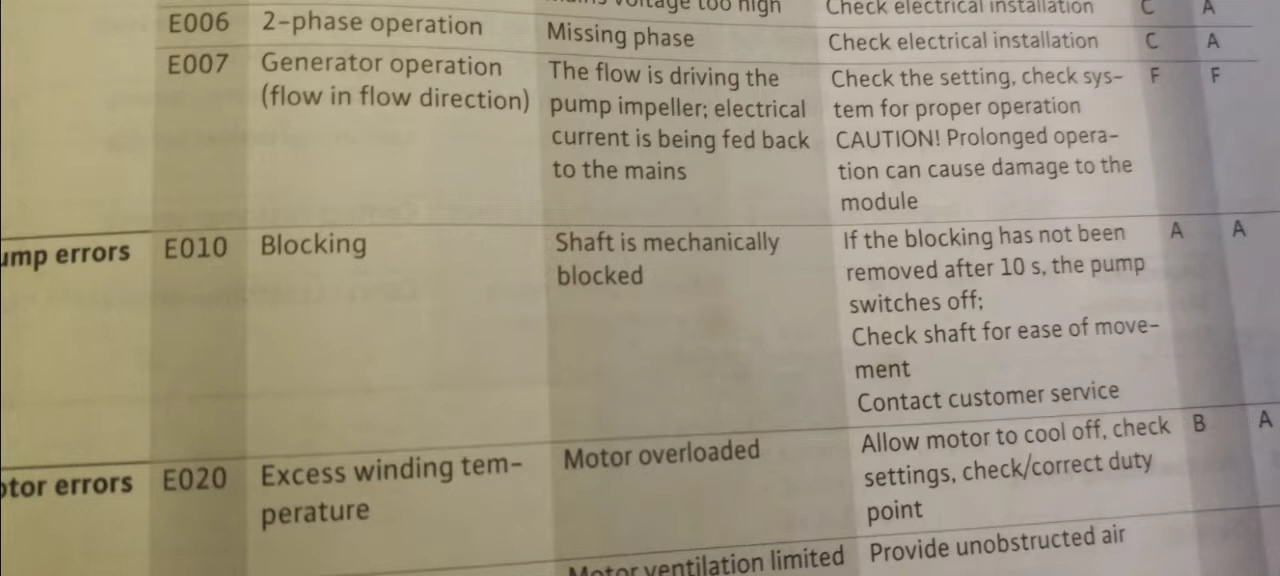 voltage too high
Check electrical installation
C
A
E006
2-phase operation
Missing phase
Check electrical installation
C
A
E007
Generator operation
(flow in flow direction)
The flow is driving the
pump impeller; electrical
current is being fed back
to the mains
Check the setting, check sys-
tem for proper operation
CAUTION! Prolonged opera-
tion can cause damage to the
module
F
F
errors
E010
Blocking
Shaft is mechanically
blocked
If the blocking has not been
removed after 10 s, the pump
switches off;
Check shaft for ease of move-
ment
Contact customer service
A
A
errors
E020
Excess winding tem-
perature
Motor overloaded
Allow motor to cool off, check
settings, check/correct duty
point
B
A
Motor ventilation limited
Provide unobstructed air